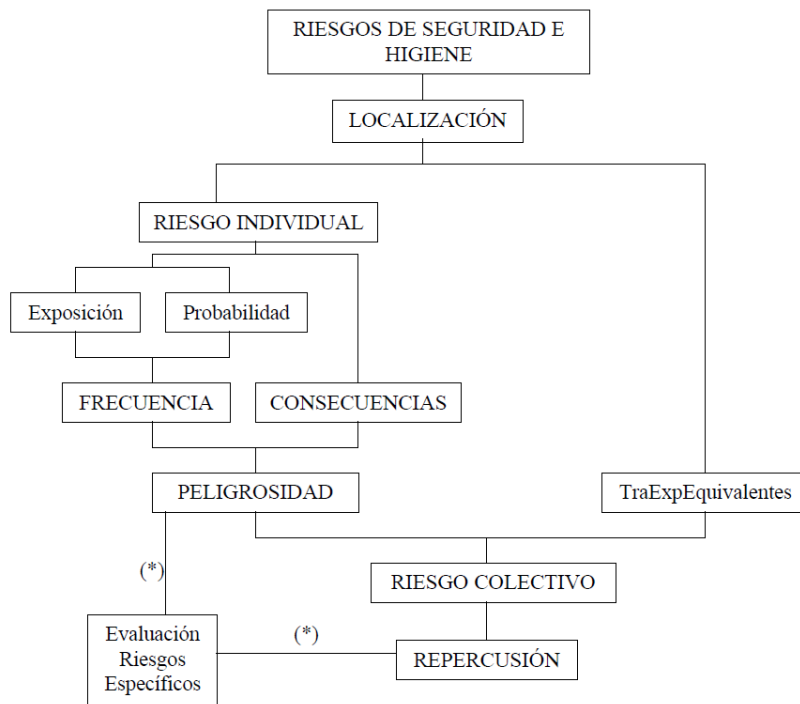 RIESGOS DE SEGURIDAD E
HIGIENE
LOCALIZACIÓN
RIESGO INDIVIDUAL
Exposición
Probabilidad
FRECUENCIA
CONSECUENCIAS
PELIGROSIDAD
TraExpEquivalentes
(*)
RIESGO COLECTIVO
Evaluación
Riesgos
Específicos
(*)
REPERCUSIÓN